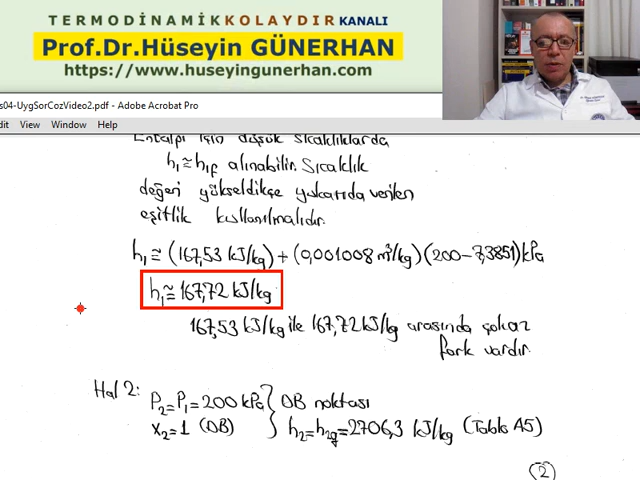 TERMODİNAMİKKOLAYDIR KANALI
Prof.Dr.Hüseyin GÜNERHAN
https://www.huseyingunerhan.com
s04-UygSorCozVideo2.pdf - Adobe Acrobat Pro
dit View Window Help
Entalpi için düşük sıcaklıklarda
h₁≅h₁f alınabilir. Sıcaklık
değeri yükseldikçe yukarıda verilen
eşitlik kullanılmalıdır.
h₁≅(167,53 kJ/kg)+(0,001008 m³/kg)(200-7,3851)kPa
h₁≅167,72 kJ/kg
167,53 kJ/kg ile 167,72 kJ/kg arasında çok az
fark vardır.
Hal 2:
P₂=P₁=200 kPa } DB noktası
x₂=1 (DB) } h₂=h₂g=2706,3 kJ/kg (Tablo A5)
(2)